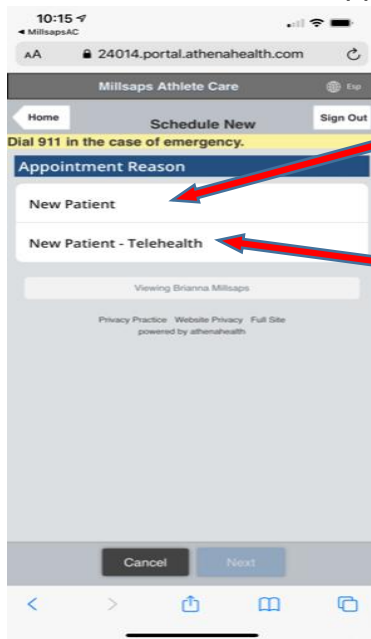 10:15
MillsapsAC
AA 24014.portal.athenahealth.com
Millsaps Athlete Care Esp
Home Schedule New Sign Out
Dial 911 in the case of emergency.
Appointment Reason
New Patient
New Patient - Telehealth
Viewing Brianna Millsaps
Privacy Practice Website Privacy Full Site
powered by athenahealth
Cancel Next